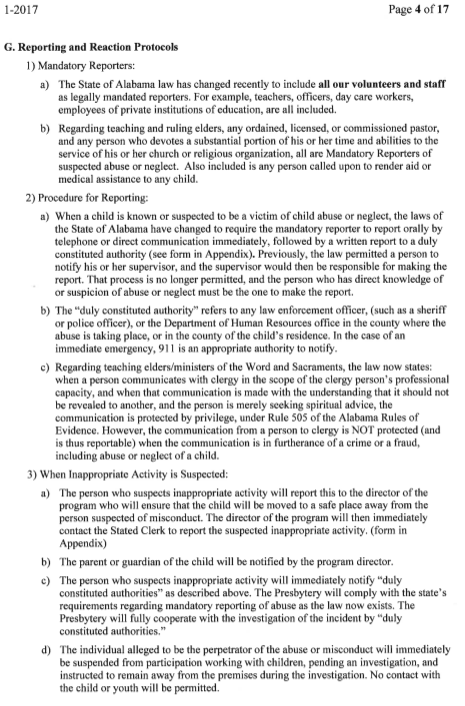 1-2017
Page 4 of 17
G. Reporting and Reaction Protocols
1) Mandatory Reporters:
a) The State of Alabama law has changed recently to include all our volunteers and staff
as legally mandated reporters. For example, teachers, officers, day care workers,
employees of private institutions of education, are all included.
b) Regarding teaching and ruling elders, any ordained, licensed, or commissioned pastor,
and any person who devotes a substantial portion of his or her time and abilities to the
service of his or her church or religious organization, all are Mandatory Reporters of
suspected abuse or neglect. Also included is any person called upon to render aid or
medical assistance to any child.
2) Procedure for Reporting:
a) When a child is known or suspected to be a victim of child abuse or neglect, the laws of
the State of Alabama have changed to require the mandatory reporter to report orally by
telephone or direct communication immediately, followed by a written report to a duly
constituted authority (see form in Appendix). Previously, the law permitted a person to
notify his or her supervisor, and the supervisor would then be responsible for making the
report. That process is no longer permitted, and the person who has direct knowledge of
or suspicion of abuse or neglect must be the one to make the report.
b) The “duly constituted authority” refers to any law enforcement officer, (such as a sheriff
or police officer), or the Department of Human Resources office in the county where the
abuse is taking place, or in the county of the child's residence. In the case of an
immediate emergency, 911 is an appropriate authority to notify.
c) Regarding teaching elders/ministers of the Word and Sacraments, the law now states:
when a person communicates with clergy in the scope of the clergy person's professional
capacity, and when that communication is made with the understanding that it should not
be revealed to another, and the person is merely seeking spiritual advice, the
communication is protected by privilege, under Rule 505 of the Alabama Rules of
Evidence. However, the communication from a person to clergy is NOT protected (and
is thus reportable) when the communication is in furtherance of a crime or a fraud,
including abuse or neglect of a child.
3) When Inappropriate Activity is Suspected:
a) The person who suspects inappropriate activity will report this to the director of the
program who will ensure that the child will be moved to a safe place away from the
person suspected of misconduct. The director of the program will then immediately
contact the Stated Clerk to report the suspected inappropriate activity. (form in
Appendix)
b) The parent or guardian of the child will be notified by the program director.
c) The person who suspects inappropriate activity will immediately notify “duly
constituted authorities” as described above. The Presbytery will comply with the state's
requirements regarding mandatory reporting of abuse as the law now exists. The
Presbytery will fully cooperate with the investigation of the incident by “duly
constituted authorities.”
d) The individual alleged to be the perpetrator of the abuse or misconduct will immediately
be suspended from participation working with children, pending an investigation, and
instructed to remain away from the premises during the investigation. No contact with
the child or youth will be permitted.